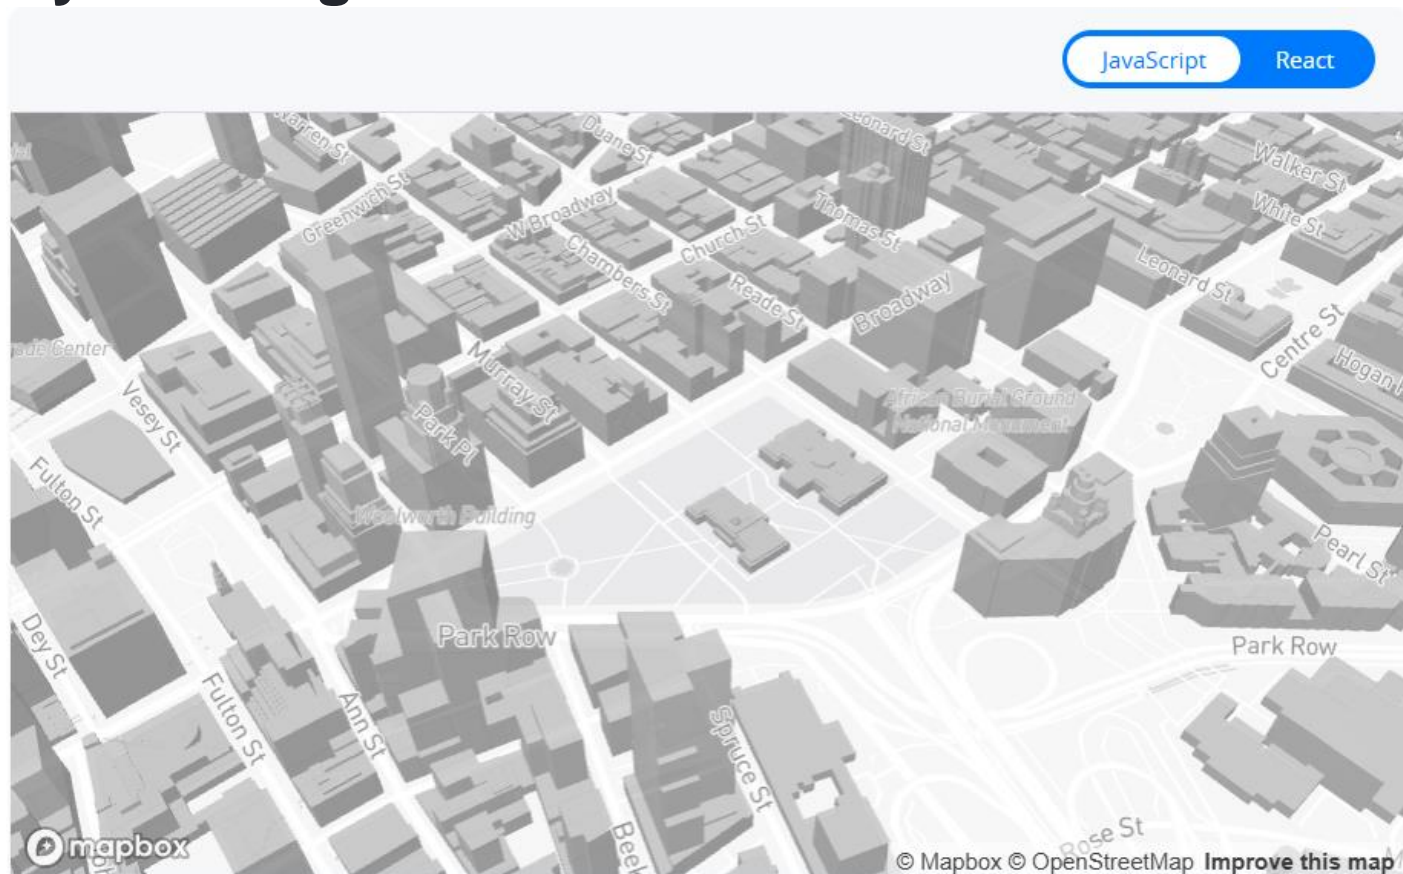 JavaScript
React
Warren St
Duane St
Leonard St
Walker St
Greenwich St
W Broadway
Church St
Thomas St
White St
Chambers St
Reade St
Broadway
Leonard St
Centre St
Hogan
Center
Vesey St
Murray St
Park Pl
African Burial Ground
National Monument
Fulton St
Woolworth Building
Pearl St
Dey St
Park Row
Park Row
Fulton St
Ann St
Spruce St
Beek
Rose St
mapbox
© Mapbox © OpenStreetMap Improve this map